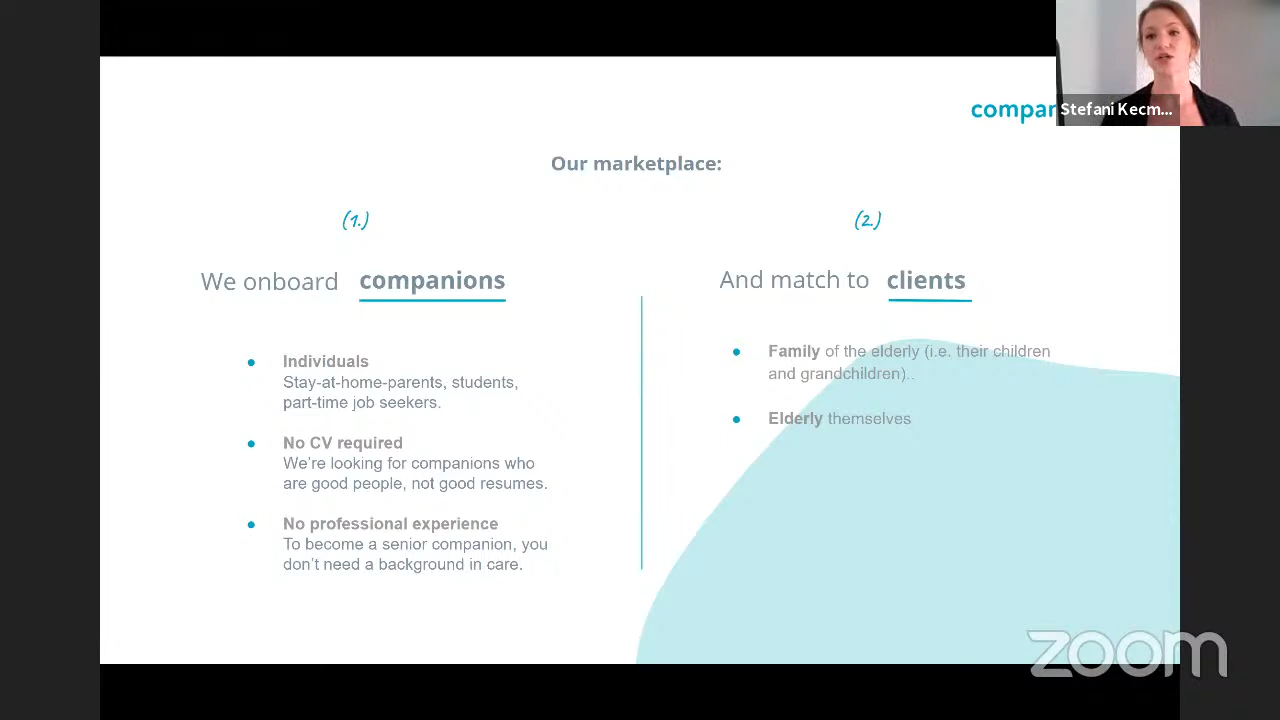 compar
Stefani Kecm...
Our marketplace:
(1.)
We onboard companions
Individuals
Stay-at-home-parents, students,
part-time job seekers.
No CV required
We're looking for companions who
are good people, not good resumes.
No professional experience
To become a senior companion, you
don't need a background in care.
(2.)
And match to clients
Family of the elderly (i.e. their children
and grandchildren)..
Elderly themselves
zoom